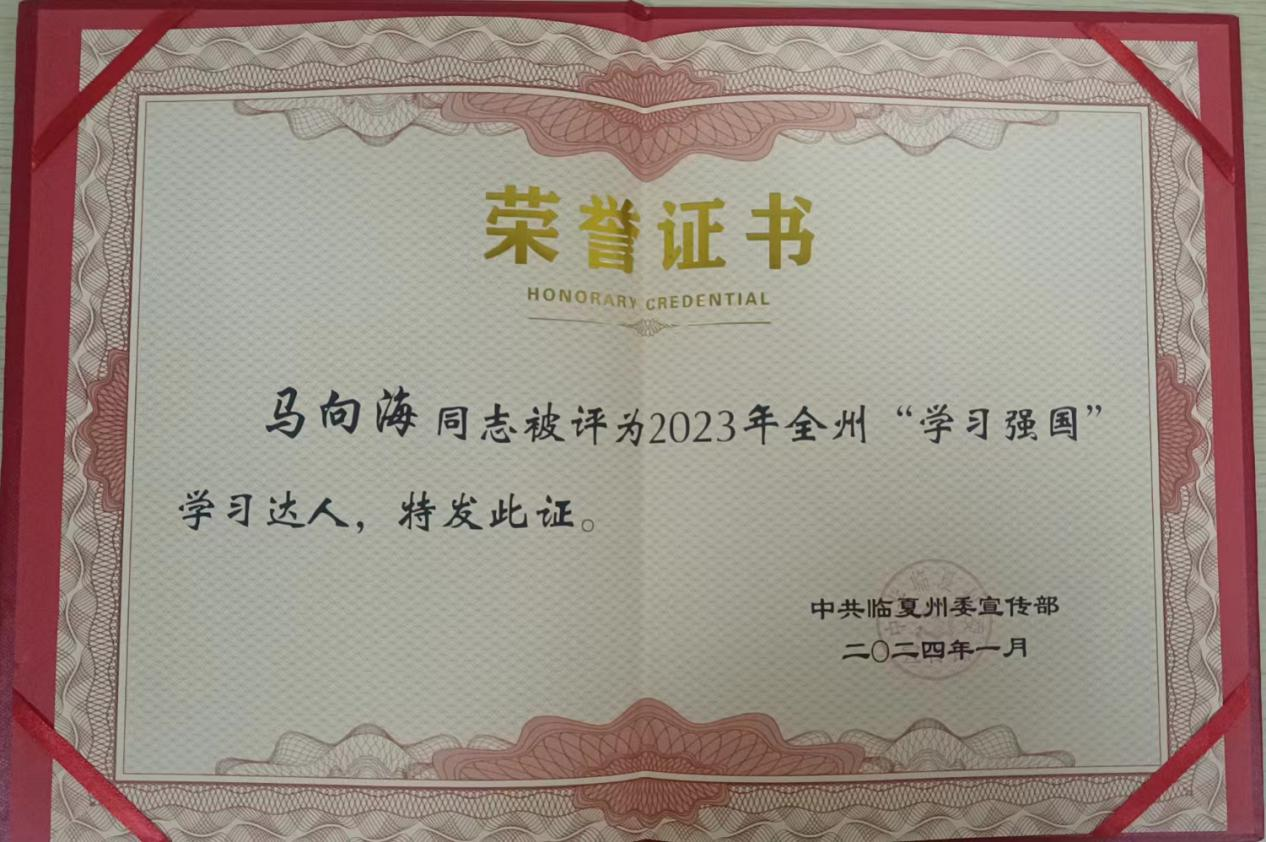 荣誉证书
HONORARY CREDENTIAL
马向海同志被评为2023年全州“学习强国”
学习达人，特发此证。
中共临夏州委宣传部
二〇二四年一月